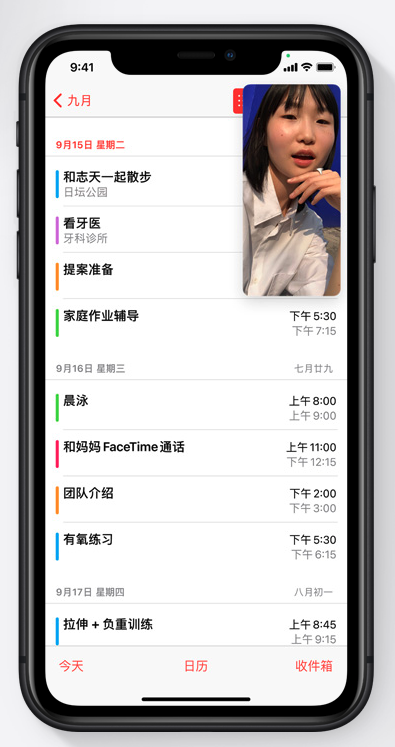 9:41
九月
9月15日 星期二
和志天一起散步
日坛公园
看牙医
牙科诊所
提案准备
家庭作业辅导 下午 5:30
下午 7:15
9月16日 星期三 七月廿九
晨泳 上午 8:00
上午 9:00
和妈妈 FaceTime 通话 上午 11:00
下午 12:15
团队介绍 下午 2:00
下午 3:00
有氧练习 下午 5:30
下午 6:15
9月17日 星期四 八月初一
拉伸 + 负重训练 上午 8:45
上午 9:15
今天 日历 收件箱